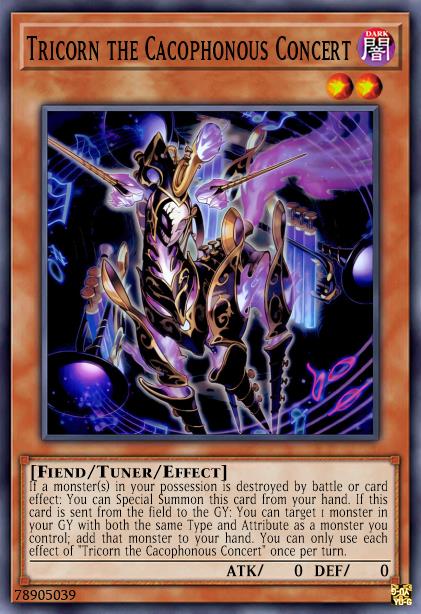 Tricorn the Cacophonous Concert
DARK
闇
[Fiend/Tuner/Effect]
If a monster(s) in your possession is destroyed by battle or card
effect: You can Special Summon this card from your hand. If this
card is sent from the field to the GY: You can target 1 monster in
your GY with both the same Type and Attribute as a monster you
control; add that monster to your hand. You can only use each
effect of "Tricorn the Cacophonous Concert" once per turn.
ATK/ 0 DEF/ 0
78905039